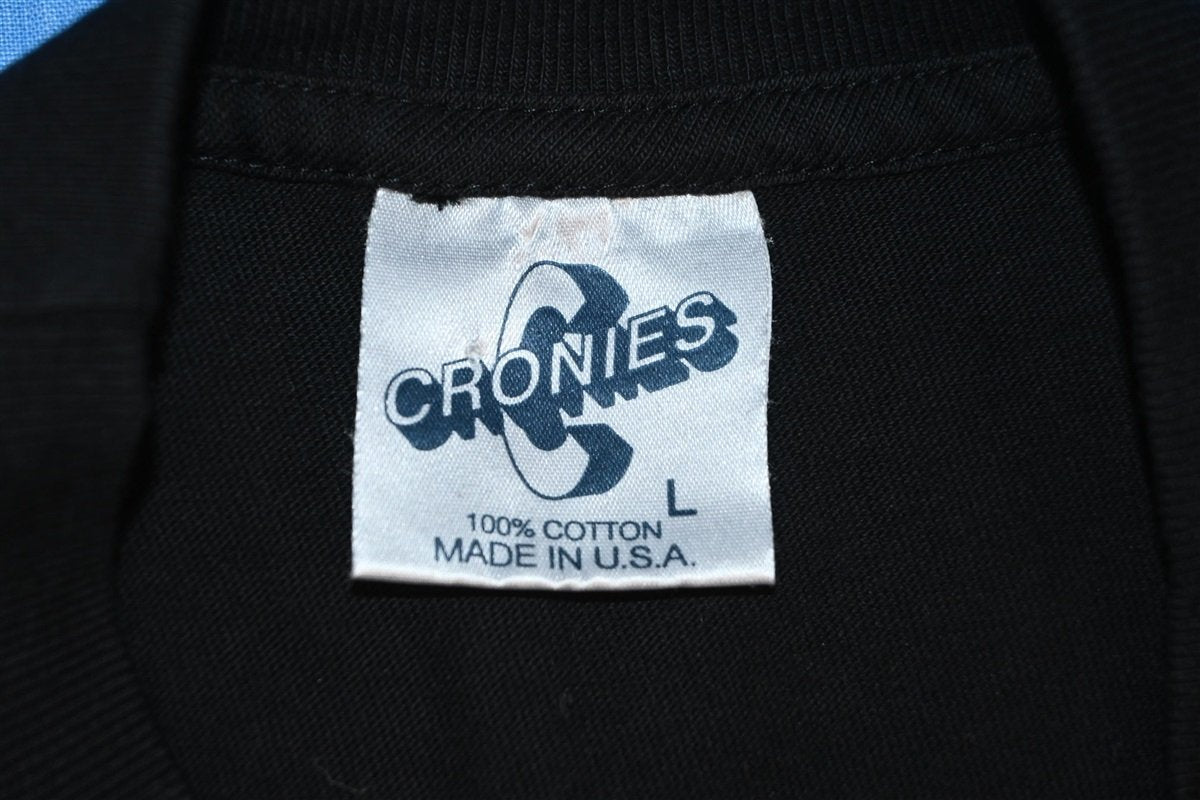 CRONIES
L
100% COTTON
MADE IN U.S.A.